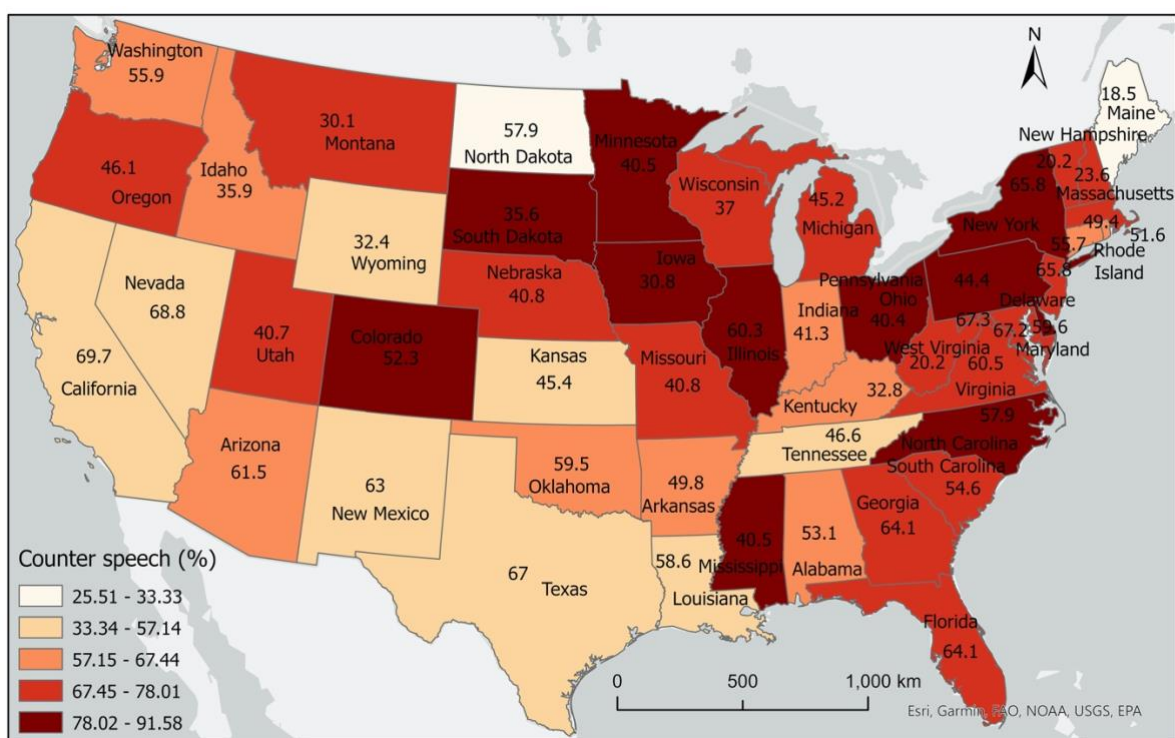 Washington
55.9
N
30.1
Montana
57.9
North Dakota
Minnesota
40.5
18.5
Maine
New Hampshire
20.2
23.6
Massachusetts
46.1
Oregon
Idaho
35.9
Wisconsin
37
45.2
Michigan
65.8
New York
49.4
51.6
55.7
Rhode
Island
35.6
South Dakota
32.4
Wyoming
Iowa
30.8
Nebraska
40.8
Pennsylvania
44.4
65.8
Ohio
40.4
Delaware
Nevada
68.8
40.7
Utah
Colorado
52.3
60.3
Illinois
Indiana
41.3
67.3
67.2
59.6
Maryland
West Virginia
20.2
60.5
Virginia
69.7
California
Kansas
45.4
Missouri
40.8
32.8
Kentucky
57.9
North Carolina
46.6
Tennessee
South Carolina
54.6
Arizona
61.5
63
New Mexico
59.5
Oklahoma
49.8
Arkansas
Georgia
64.1
40.5
Mississippi
53.1
Alabama
58.6
Louisiana
67
Texas
Florida
64.1
Counter speech (%)
25.51 - 33.33
33.34 - 57.14
57.15 - 67.44
67.45 - 78.01
78.02 - 91.58
0 500 1,000 km
Esri, Garmin, FAO, NOAA, USGS, EPA